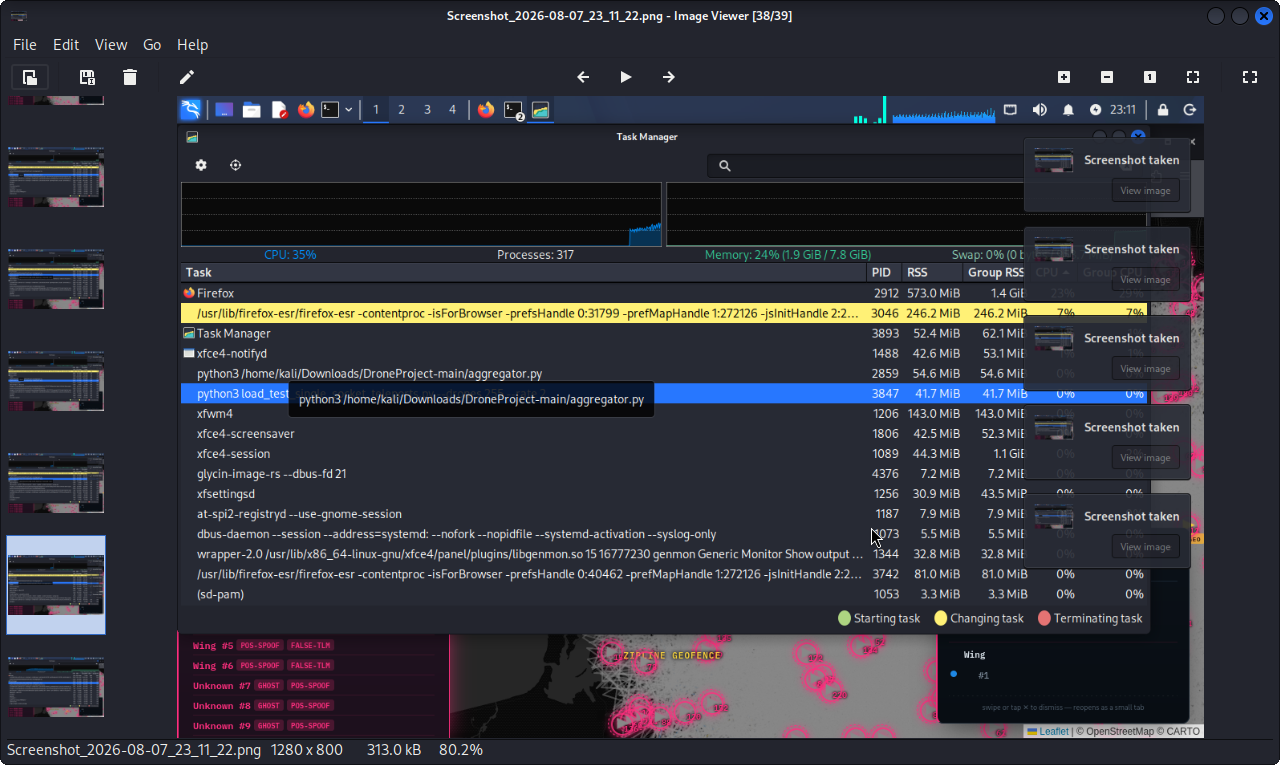 Screenshot_2026-08-07_23_11_22.png - Image Viewer [38/39]
File Edit View Go Help
1 2 3 4 2 23:11
Task Manager
Screenshot taken
View image
Screenshot taken
View image
Screenshot taken
View image
Screenshot taken
View image
Screenshot taken
View image
CPU: 35% Processes: 317 Memory: 24% (1.9 GiB / 7.8 GiB) Swap: 0% (0 b
Task PID RSS Group RSS CPU Group CPU
Firefox 2912 573.0 MiB 1.4 GiB 23%
/usr/lib/firefox-esr/firefox-esr -contentproc -isForBrowser -prefsHandle 0:31799 -prefMapHandle 1:272126 -jsInitHandle 2:2... 3046 246.2 MiB 246.2 MiB 7% 7%
Task Manager 3893 52.4 MiB 62.1 MiB
xfce4-notifyd 1488 42.6 MiB 53.1 MiB
python3 /home/kali/Downloads/DroneProject-main/aggregator.py 2859 54.6 MiB 54.6 MiB
python3 load_test 3847 41.7 MiB 41.7 MiB 0% 0%
python3 /home/kali/Downloads/DroneProject-main/aggregator.py
xfwm4 1206 143.0 MiB 143.0 MiB
xfce4-screensaver 1806 42.5 MiB 52.3 MiB
xfce4-session 1089 44.3 MiB 1.1 GiB
glycin-image-rs --dbus-fd 21 4376 7.2 MiB 7.2 MiB
xfsettingsd 1256 30.9 MiB 43.5 MiB 0% 0%
at-spi2-registryd --use-gnome-session 1187 7.9 MiB 7.9 MiB
dbus-daemon --session --address=systemd: --nofork --nopidfile --systemd-activation --syslog-only 5.5 MiB 5.5 MiB
wrapper-2.0 /usr/lib/x86_64-linux-gnu/xfce4/panel/plugins/libgenmon.so 15 16777230 genmon Generic Monitor Show output ... 1344 32.8 MiB 32.8 MiB
/usr/lib/firefox-esr/firefox-esr -contentproc -isForBrowser -prefsHandle 0:40462 -prefMapHandle 1:272126 -jsInitHandle 2:2... 3742 81.0 MiB 81.0 MiB 0% 0%
(sd-pam) 1053 3.3 MiB 3.3 MiB 0% 0%
Starting task Changing task Terminating task
Wing #5 POS-SPOOF FALSE-TLM
Wing #6 POS-SPOOF FALSE-TLM
Unknown #7 GHOST POS-SPOOF
Unknown #8 GHOST POS-SPOOF
Unknown #9 GHOST POS-SPOOF
ZIPLINE GEOFENCE
Wing
#1
swipe or tap × to dismiss — reopens as a small tab
Leaflet | © OpenStreetMap © CARTO
Screenshot_2026-08-07_23_11_22.png 1280 x 800 313.0 kB 80.2%